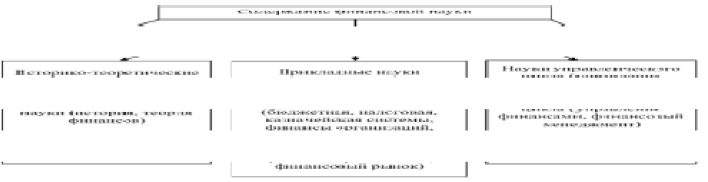 Содержание финансовой науки
Историко-теоретические
науки (история, теория
финансов)
Прикладные науки
(бюджетная, налоговая,
казначейская системы,
финансы организаций,
финансовый рынок)
Науки управленческого
цикла (управление
финансами, финансовый
менеджмент)